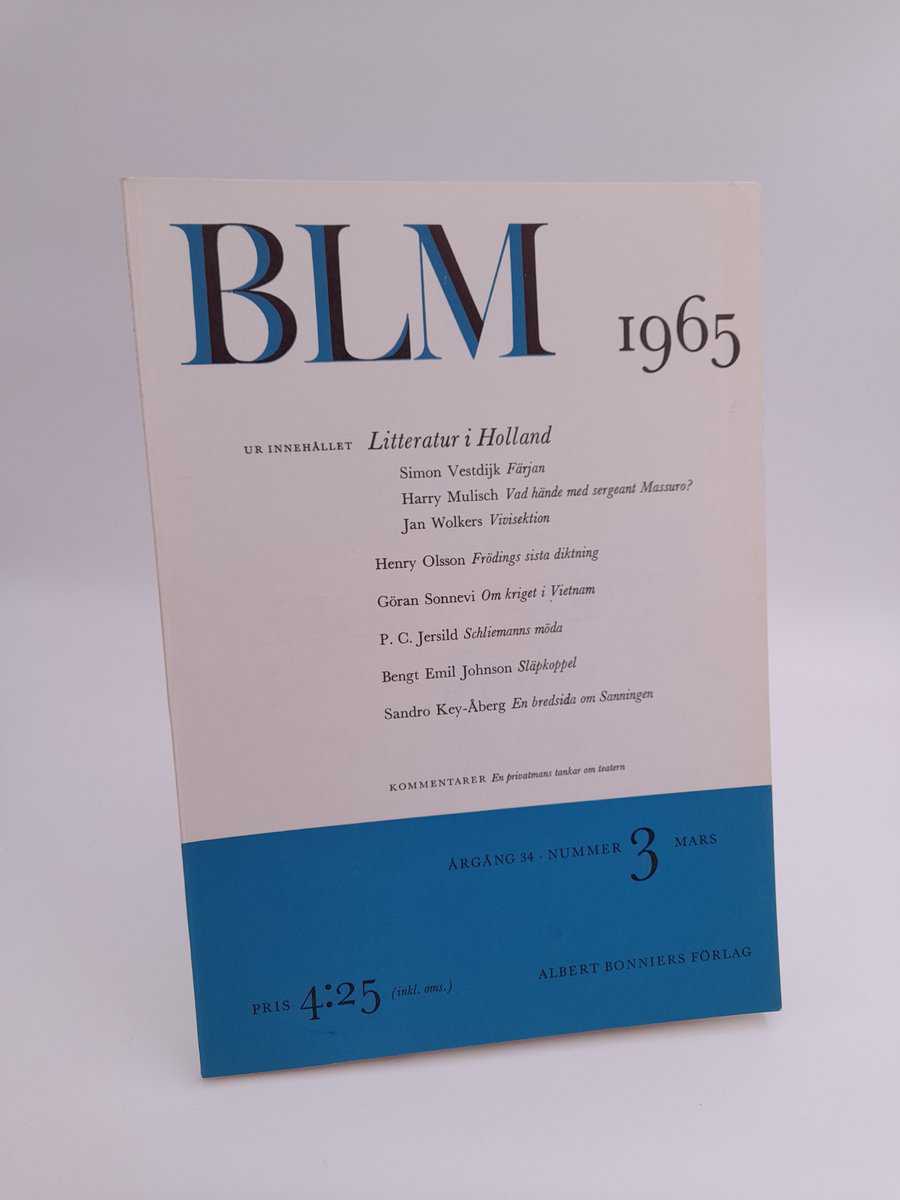 BLM
1965
UR INNEHÅLLET Litteratur i Holland
Simon Vestdijk Färjan
Harry Mulisch Vad hände med sergeant Massuro?
Jan Wolkers Vivisektion
Henry Olsson Frödings sista diktning
Göran Sonnevi Om kriget i Vietnam
P. C. Jersild Schliemanns möda
Bengt Emil Johnson Släpkoppel
Sandro Key-Åberg En bredsida om Sanningen
KOMMENTARER En privatmans tankar om teatern
ÅRGÅNG 34 · NUMMER 3 MARS
ALBERT BONNIERS FÖRLAG
PRIS 4:25 (inkl. oms.)